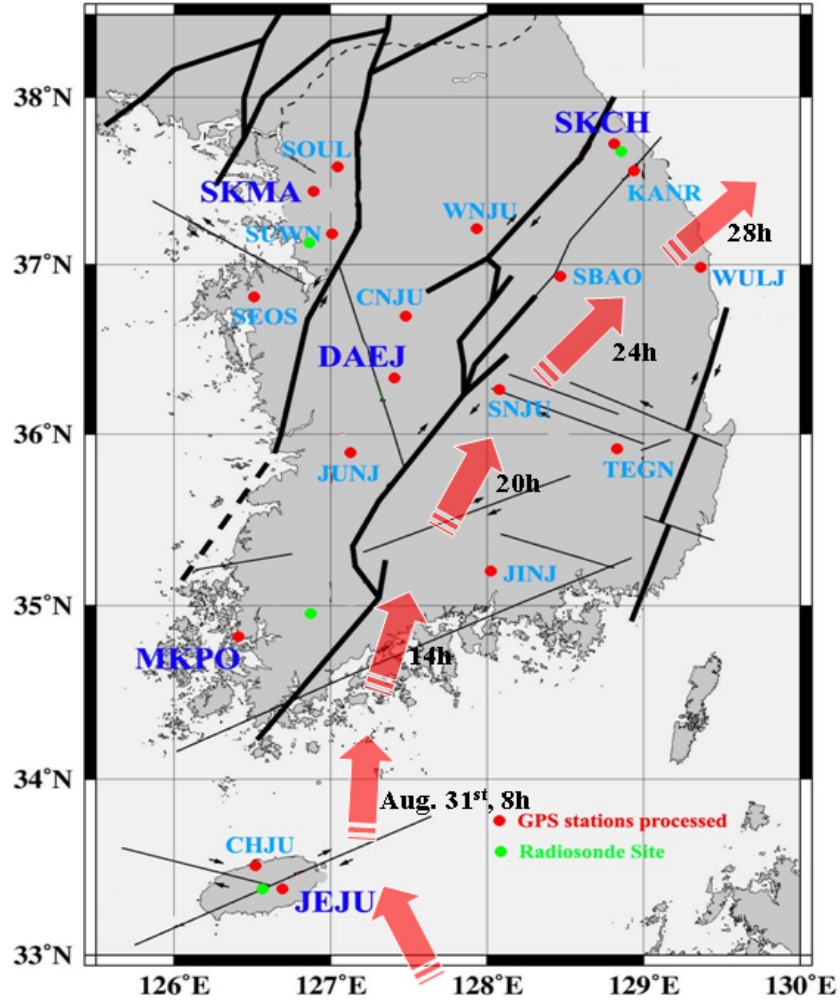 38°N
SKCH
SOUL
SKMA
KANR
WNJU
SUWN
28h
37°N
SBAO
WULJ
CNJU
SEOS
DAEJ
24h
SNJU
36°N
JUNJ
TEGN
20h
JINJ
35°N
MKPO
14h
34°N
Aug. 31st, 8h
GPS stations processed
CHJU
Radiosonde Site
JEJU
33°N
126°E 127°E 128°E 129°E 130°E